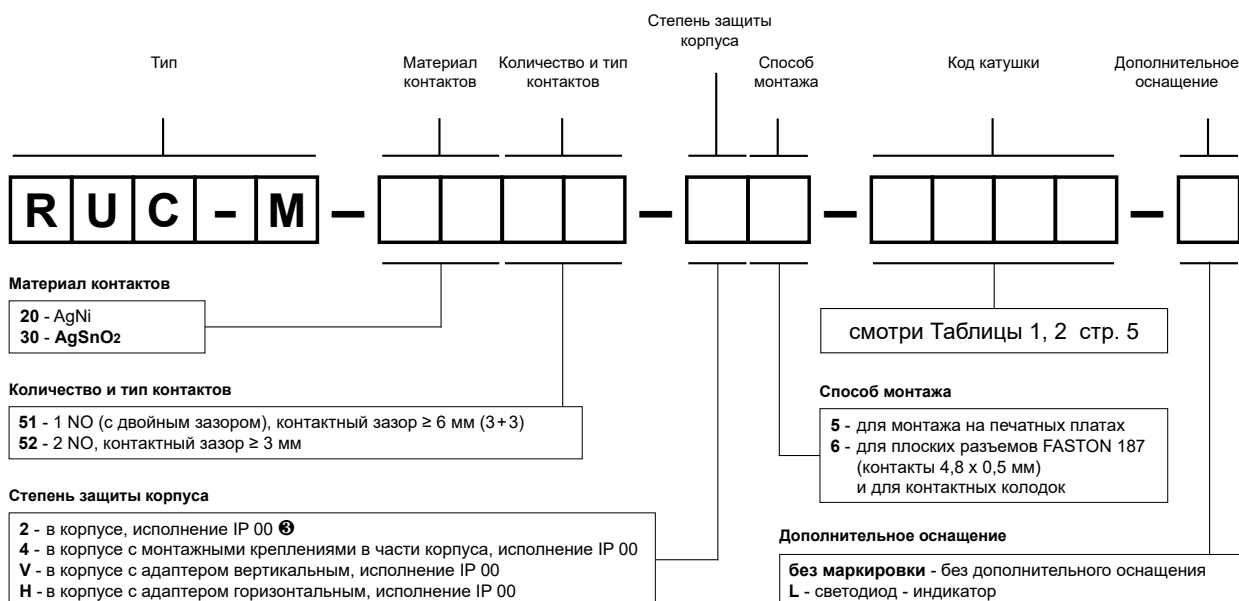 Степень защиты
корпуса
Тип
Материал
контактов
Количество и тип
контактов
Способ
монтажа
Код катушки
Дополнительное
оснащение
R U C - M – – – –
Материал контактов
20 - AgNi
30 - AgSnO2
смотри Таблицы 1, 2 стр. 5
Количество и тип контактов
51 - 1 NO (с двойным зазором), контактный зазор ≥ 6 мм (3+3)
52 - 2 NO, контактный зазор ≥ 3 мм
Способ монтажа
5 - для монтажа на печатных платах
6 - для плоских разъемов FASTON 187
(контакты 4,8 x 0,5 мм)
и для контактных колодок
Степень защиты корпуса
2 - в корпусе, исполнение IP 00 ❸
4 - в корпусе с монтажными креплениями в части корпуса, исполнение IP 00
V - в корпусе с адаптером вертикальным, исполнение IP 00
H - в корпусе с адаптером горизонтальным, исполнение IP 00
Дополнительное оснащение
без маркировки - без дополнительного оснащения
L - светодиод - индикатор